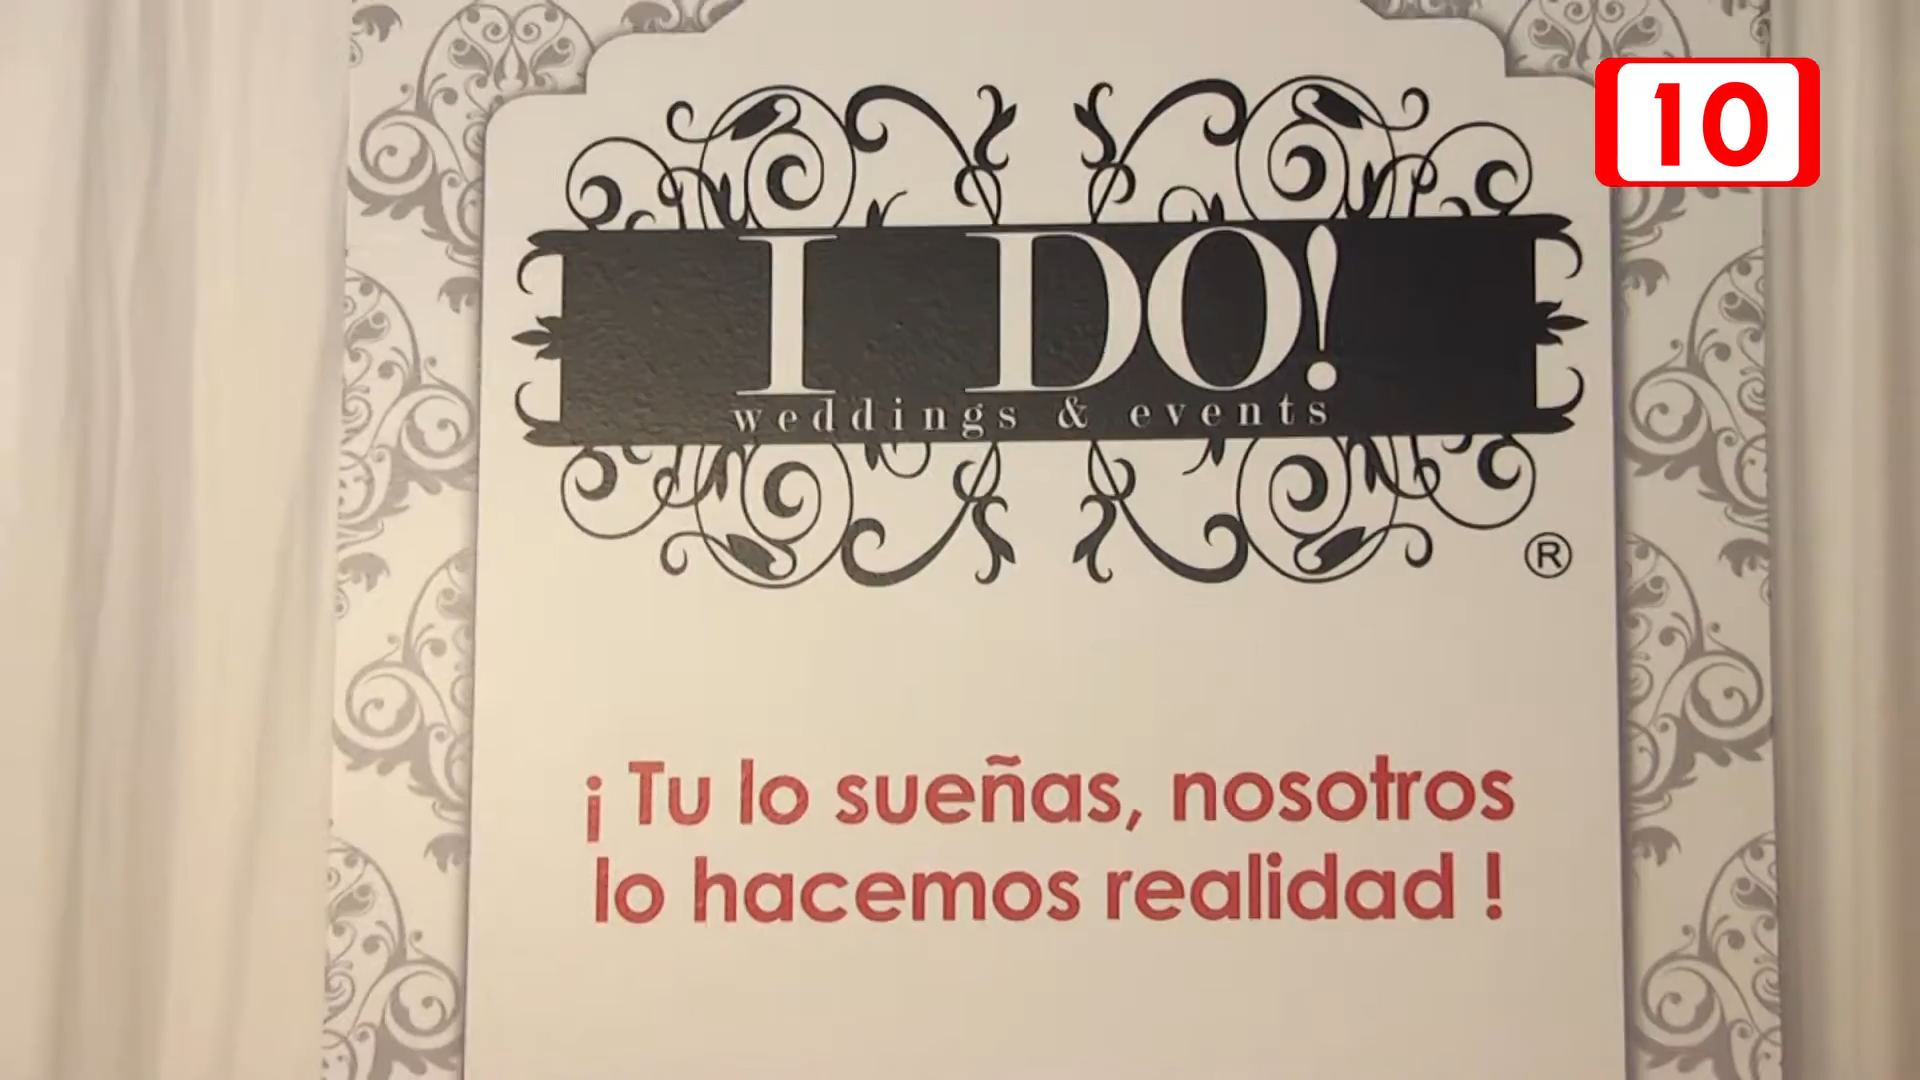 10
I DO!
weddings & events
®
¡ Tu lo sueñas, nosotros
lo hacemos realidad !